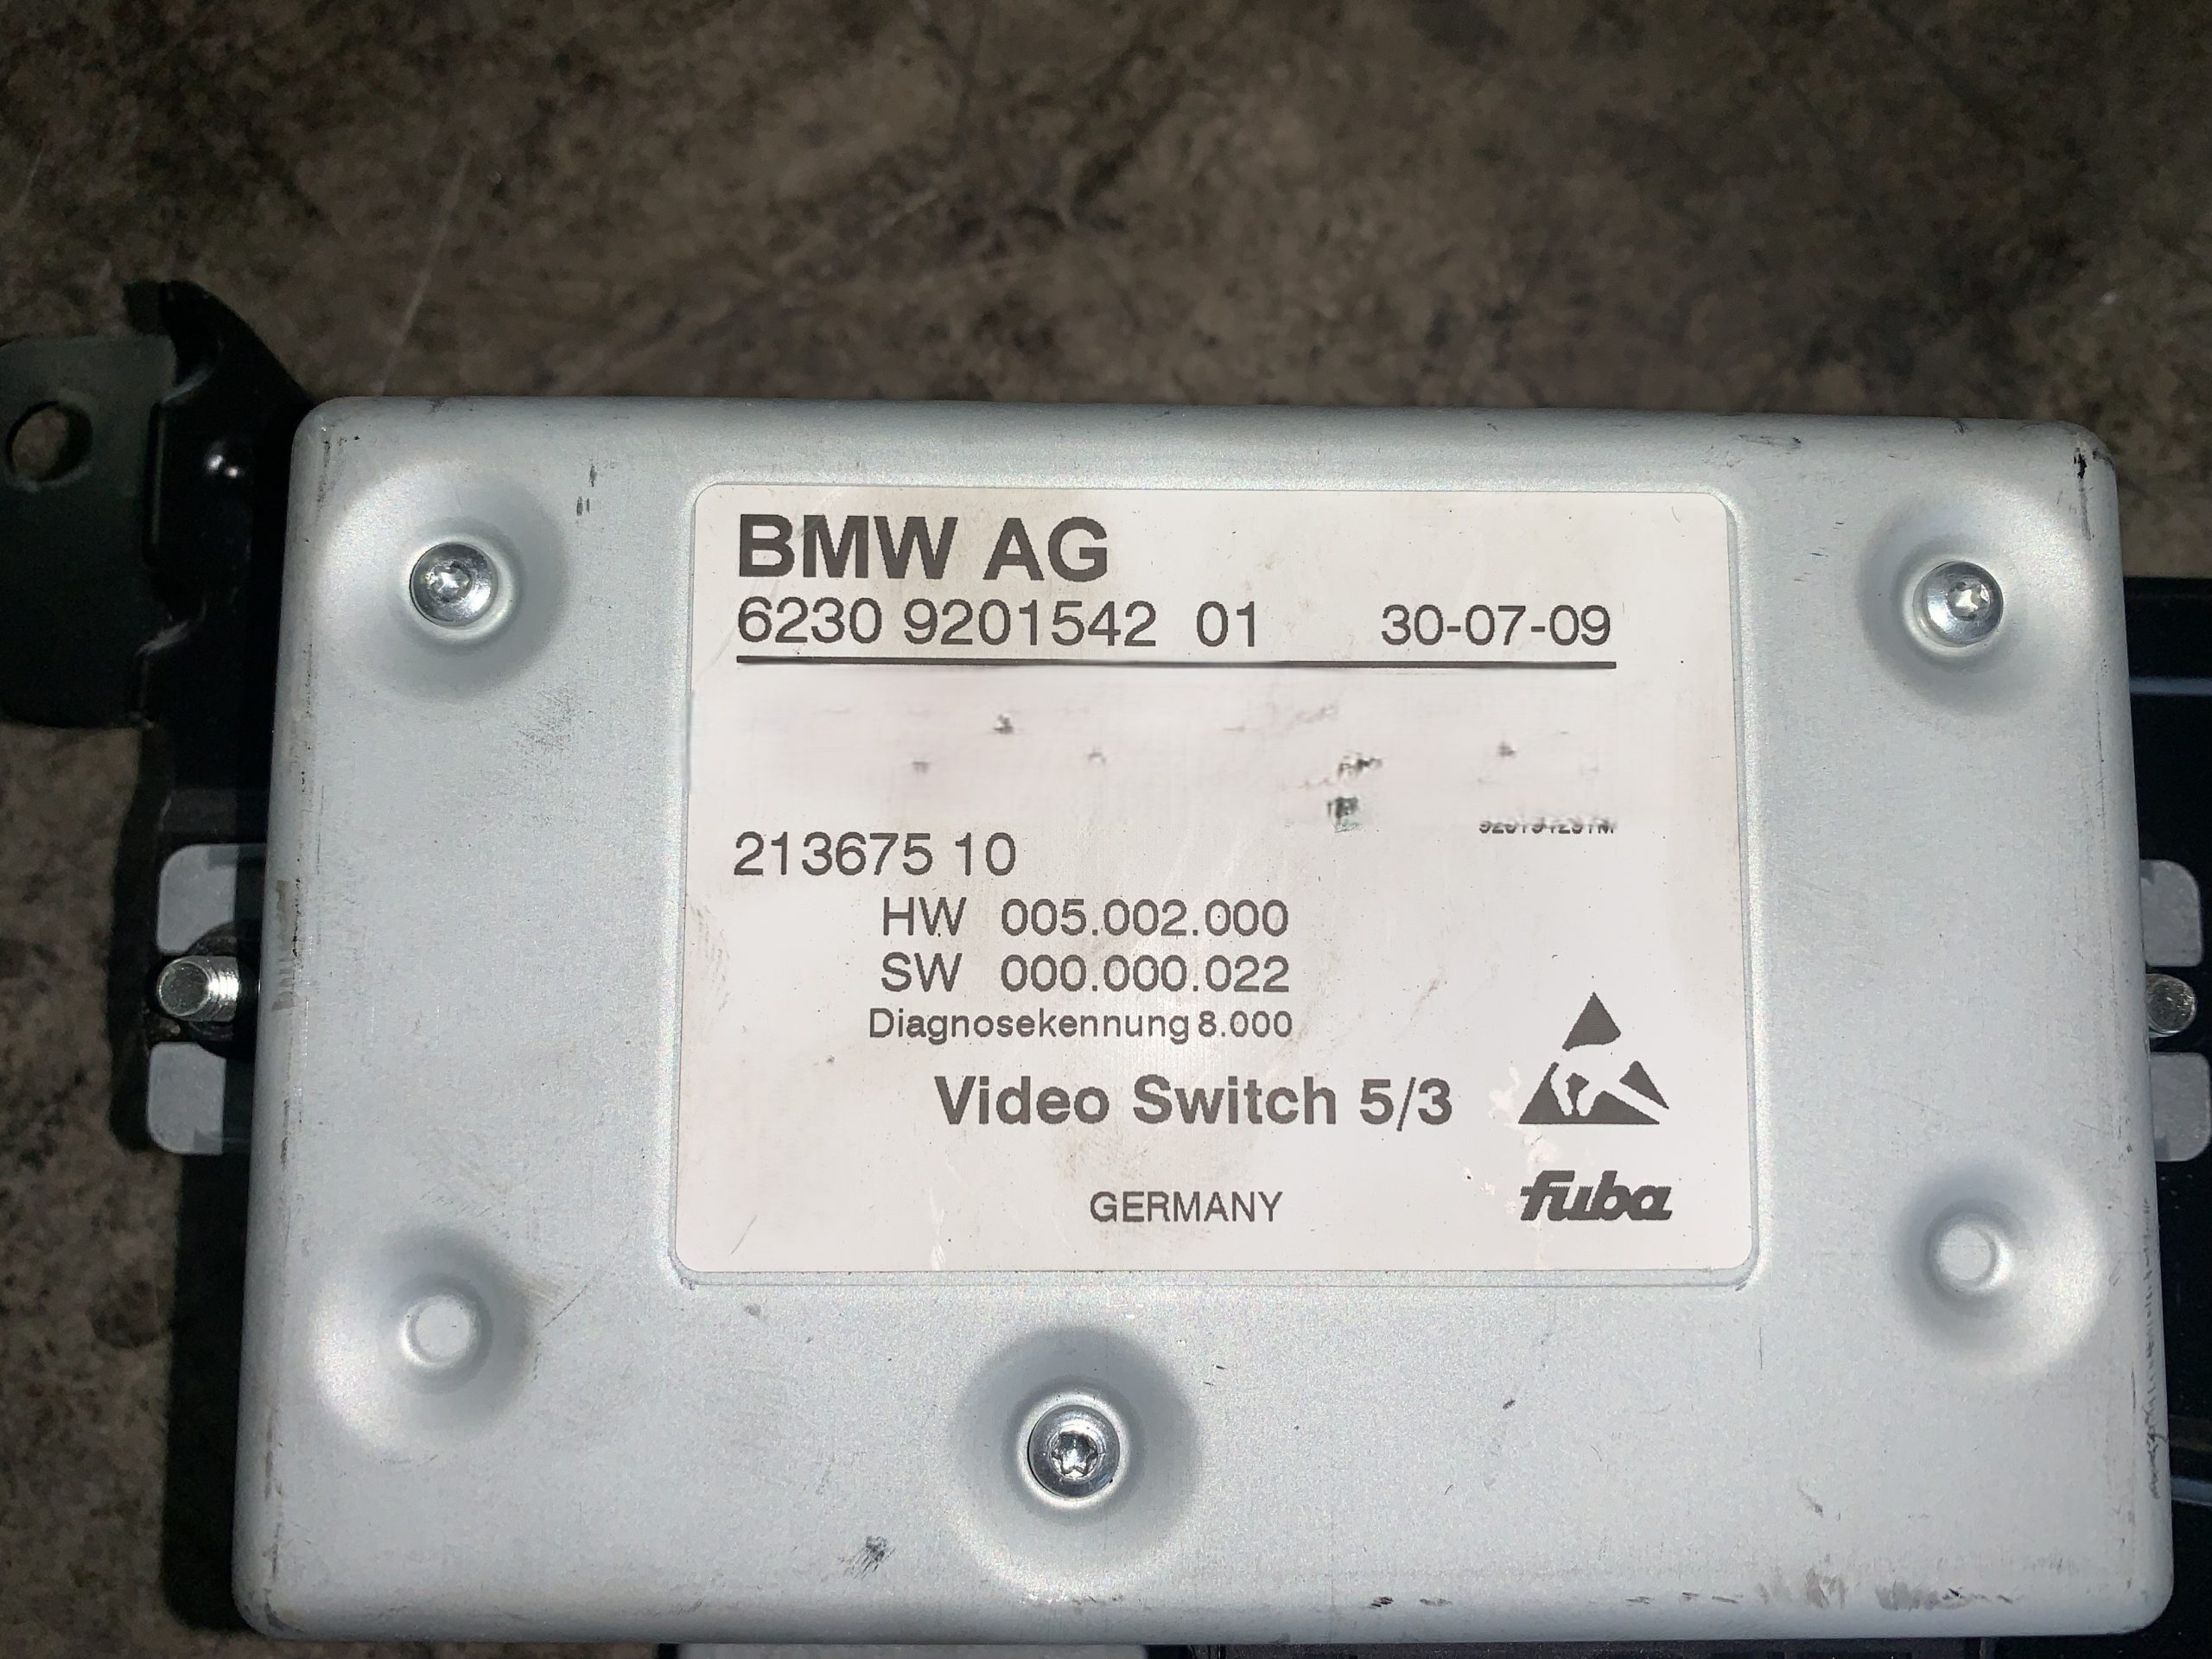 BMW AG
6230 9201542 01 30-07-09
213675 10
HW 005.002.000
SW 000.000.022
Diagnosekennung 8.000
Video Switch 5/3
GERMANY
fuba